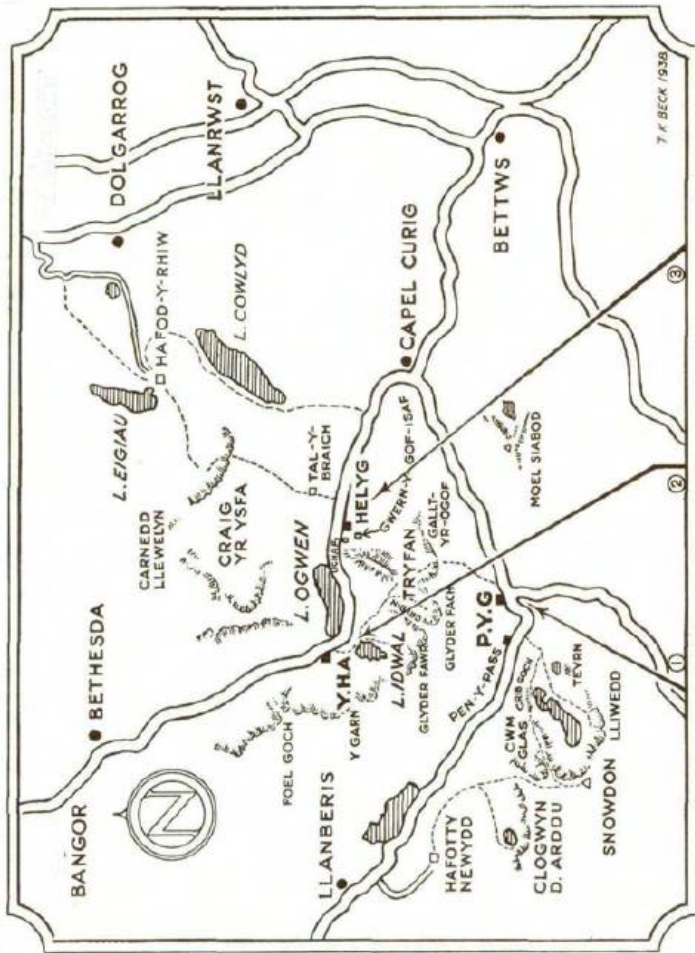 BANGOR
BETHESDA
DOLGARROG
LLANRWST
L. EIGIAU
HAFOD-Y-RHIW
L. COWLYD
CARNEDD
LLEWELYN
CRAIG
YR YSFA
TAL-Y-
BRAICH
CAPEL CURIG
BETTWS
FOEL GOCH
Y GARN
Y.H.A.
L. OGWEN
L. IDWAL
HELYG
GWERN-Y-GOF-ISAF
UCHAF
TRYFAN
GALLT-
YR-OGOF
GLYDER FAWR
GLYDER FACH
LLANBERIS
PEN-Y-PASS
P.Y.G
MOEL SIABOD
HAFOTTY
NEWYDD
CLOGWYN
D. ARDDU
CWM
GLAS
CRIB GOCH
TEYRN
LLIWEDD
SNOWDON
N
1
2
3
T K BECK 1938